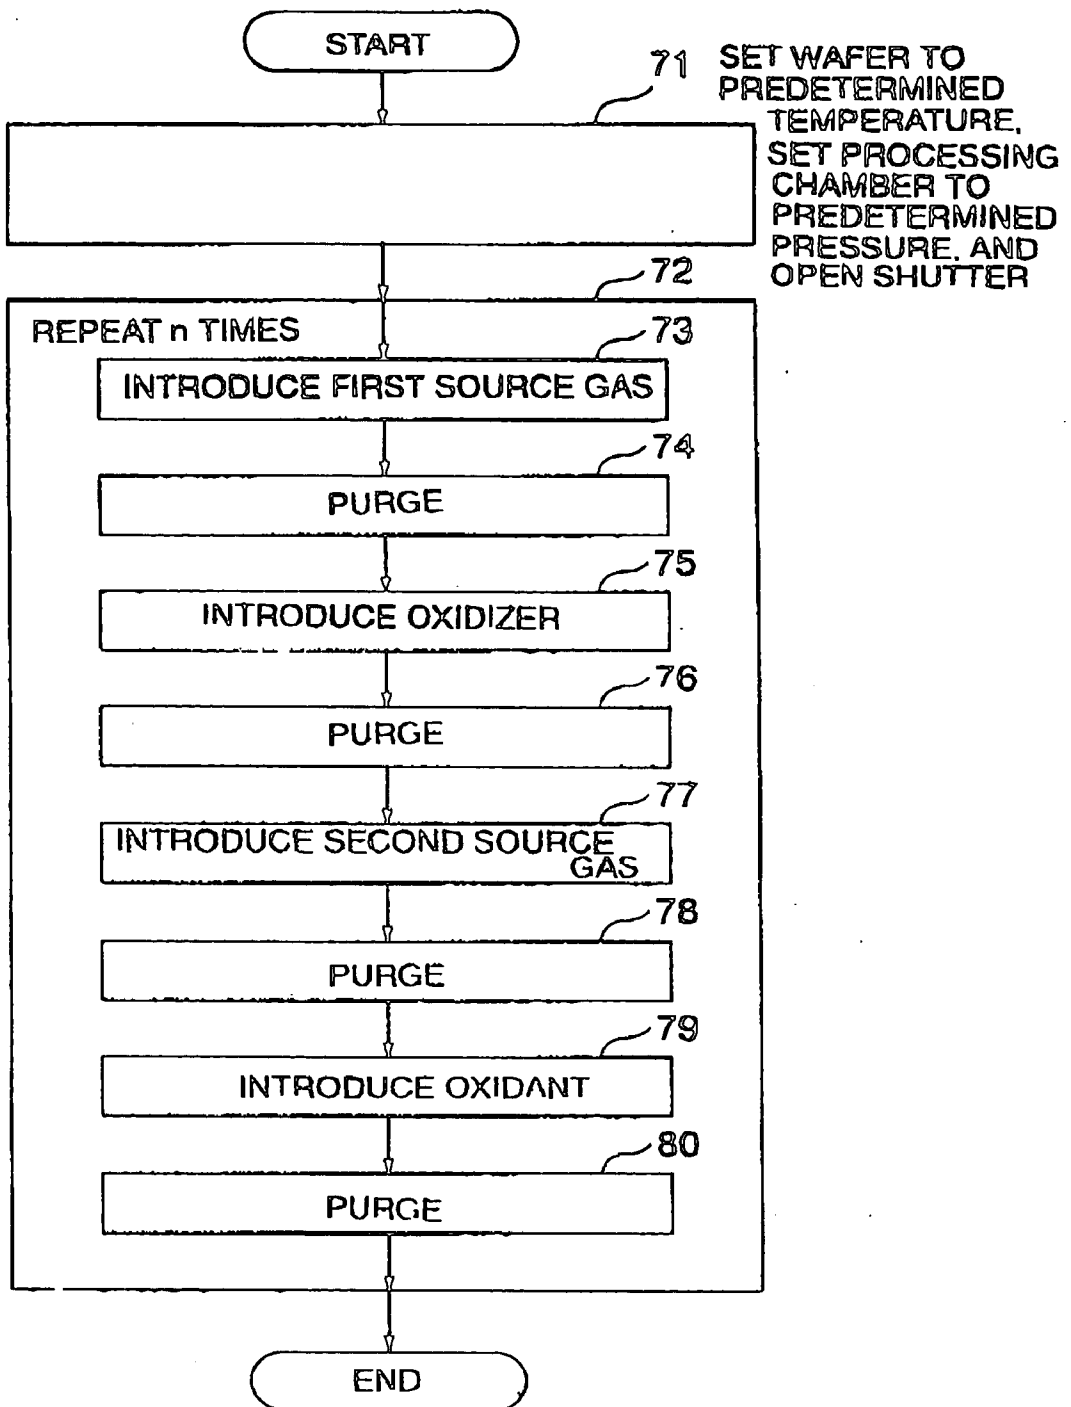 START
71
SET WAFER TO
PREDETERMINED
TEMPERATURE,
SET PROCESSING
CHAMBER TO
PREDETERMINED
PRESSURE, AND
OPEN SHUTTER
72
REPEAT n TIMES
73
INTRODUCE FIRST SOURCE GAS
74
PURGE
75
INTRODUCE OXIDIZER
76
PURGE
77
INTRODUCE SECOND SOURCE
GAS
78
PURGE
79
INTRODUCE OXIDANT
80
PURGE
END